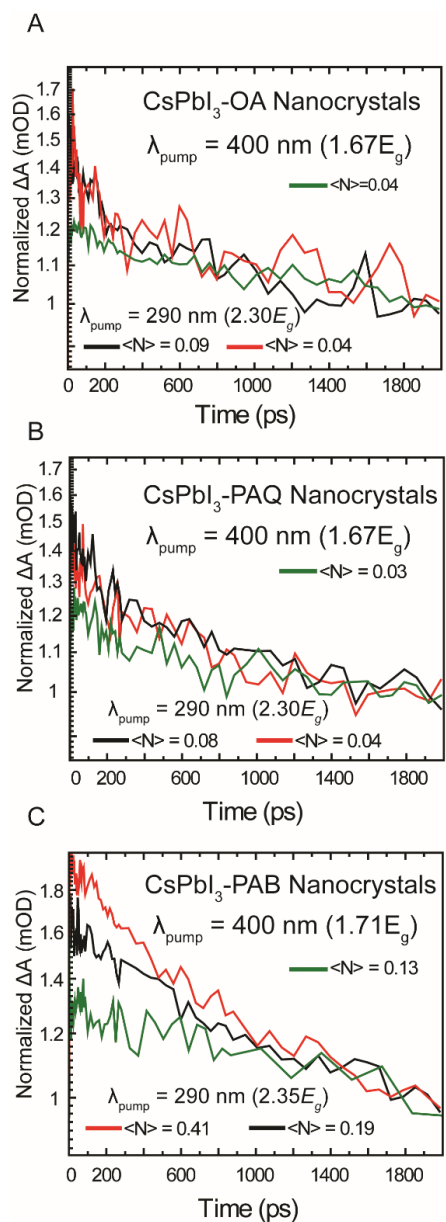 A
CsPbI3-OA Nanocrystals
λpump = 400 nm (1.67Eg)
<N>=0.04
λpump = 290 nm (2.30Eg)
<N> = 0.09 <N> = 0.04
Normalized ΔA (mOD)
1.7
1.6
1.5
1.4
1.3
1.2
1.1
1
200 600 1000 1400 1800
Time (ps)
B
CsPbI3-PAQ Nanocrystals
λpump = 400 nm (1.67Eg)
<N> = 0.03
λpump = 290 nm (2.30Eg)
<N> = 0.08 <N> = 0.04
Normalized ΔA (mOD)
1.7
1.6
1.5
1.4
1.3
1.2
1.1
1
200 600 1000 1400 1800
Time (ps)
C
CsPbI3-PAB Nanocrystals
λpump = 400 nm (1.71Eg)
<N> = 0.13
λpump = 290 nm (2.35Eg)
<N> = 0.41 <N> = 0.19
Normalized ΔA (mOD)
1.8
1.6
1.4
1.2
1
200 600 1000 1400 1800
Time (ps)